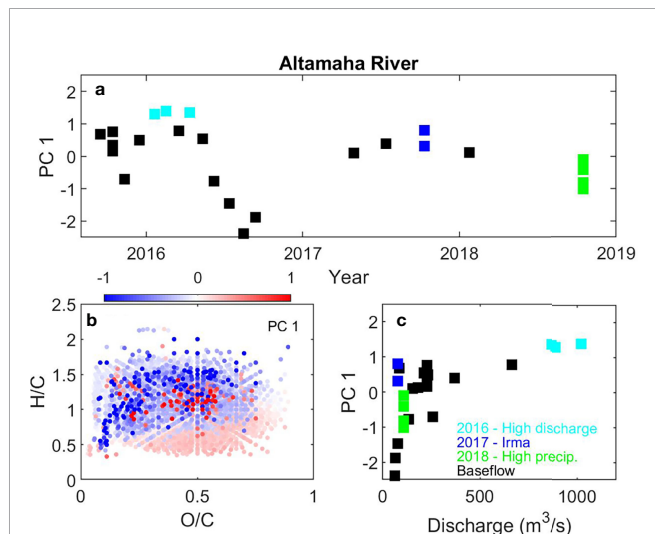 Altamaha River
a
2
1
0
-1
-2
PC 1
2016
2017
2018
2019
Year
-1
0
1
b
PC 1
2.5
2
1.5
1
0.5
0
H/C
0
0.5
1
O/C
c
2
1
0
-1
-2
PC 1
2016 - High discharge
2017 - Irma
2018 - High precip.
Baseflow
0
500
1000
Discharge (m³/s)